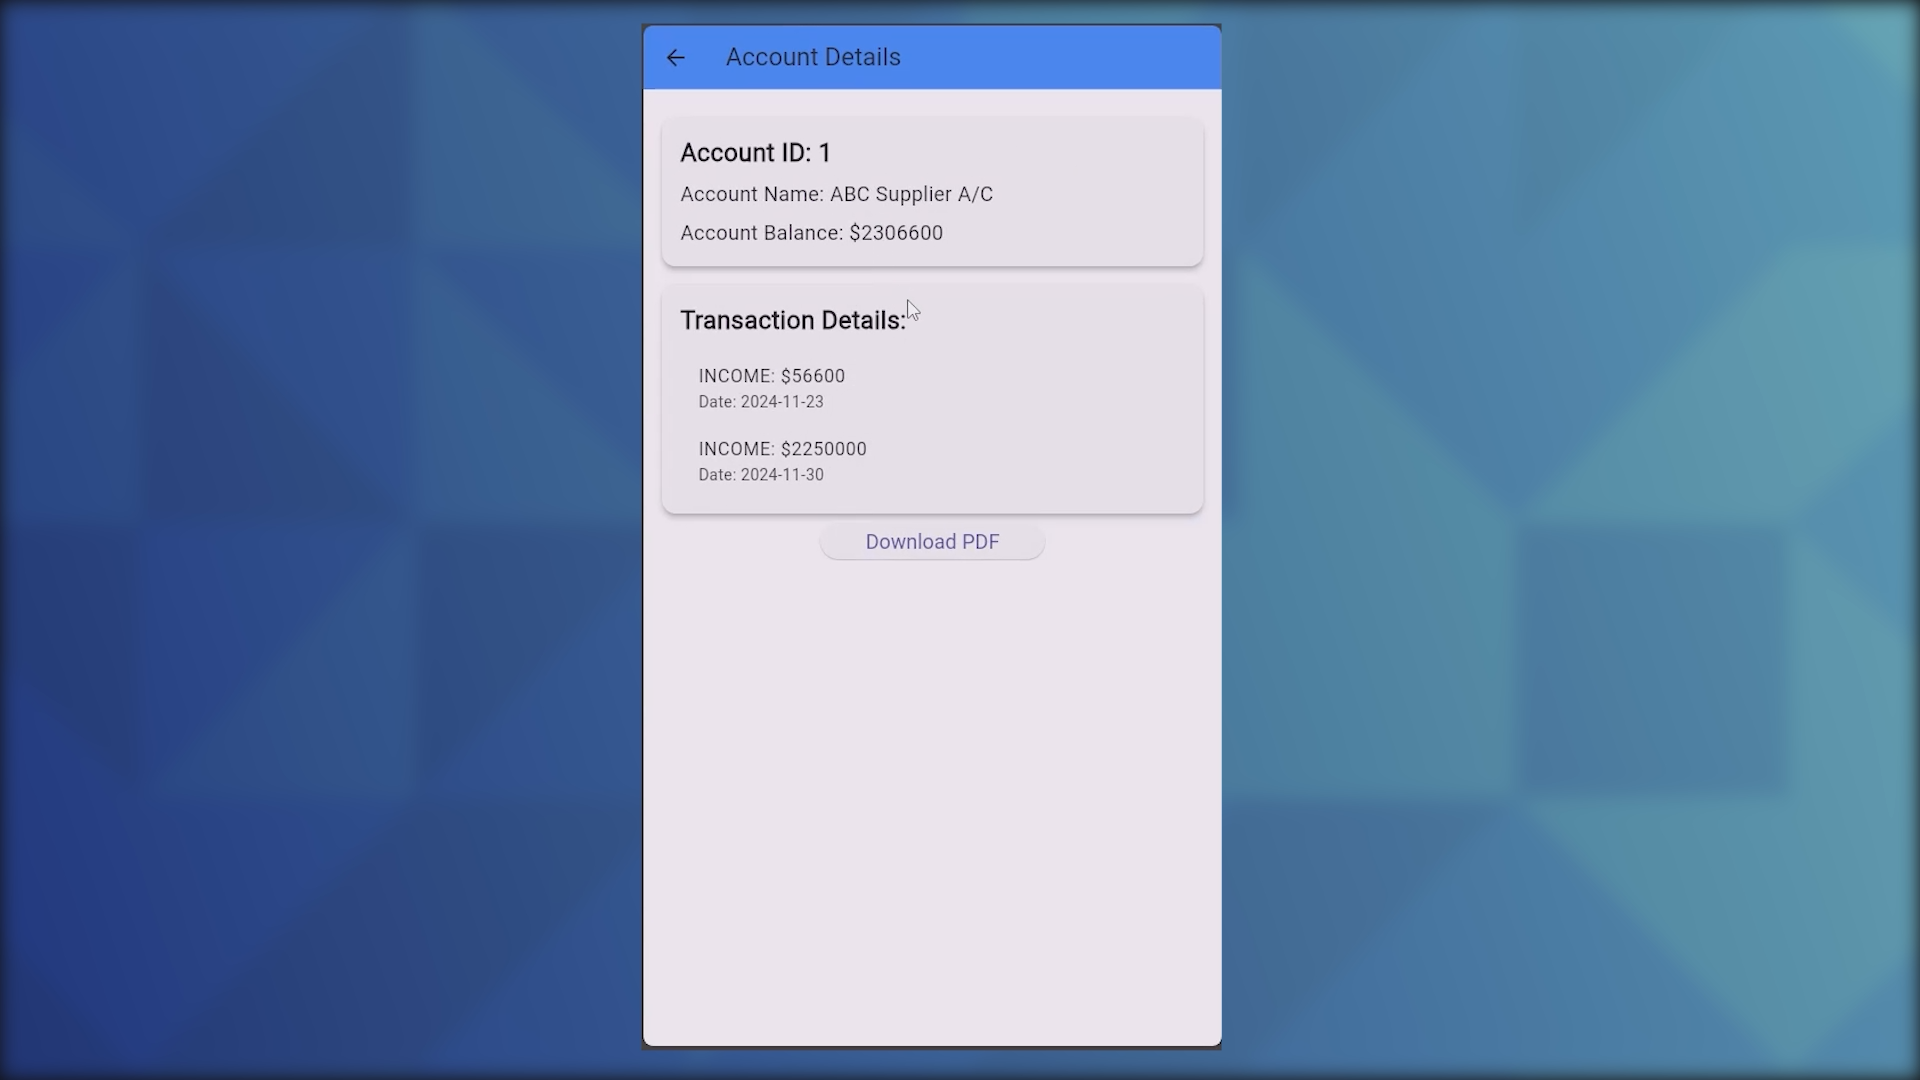 Account Details
Account ID: 1
Account Name: ABC Supplier A/C
Account Balance: $2306600
Transaction Details:
INCOME: $56600
Date: 2024-11-23
INCOME: $2250000
Date: 2024-11-30
Download PDF